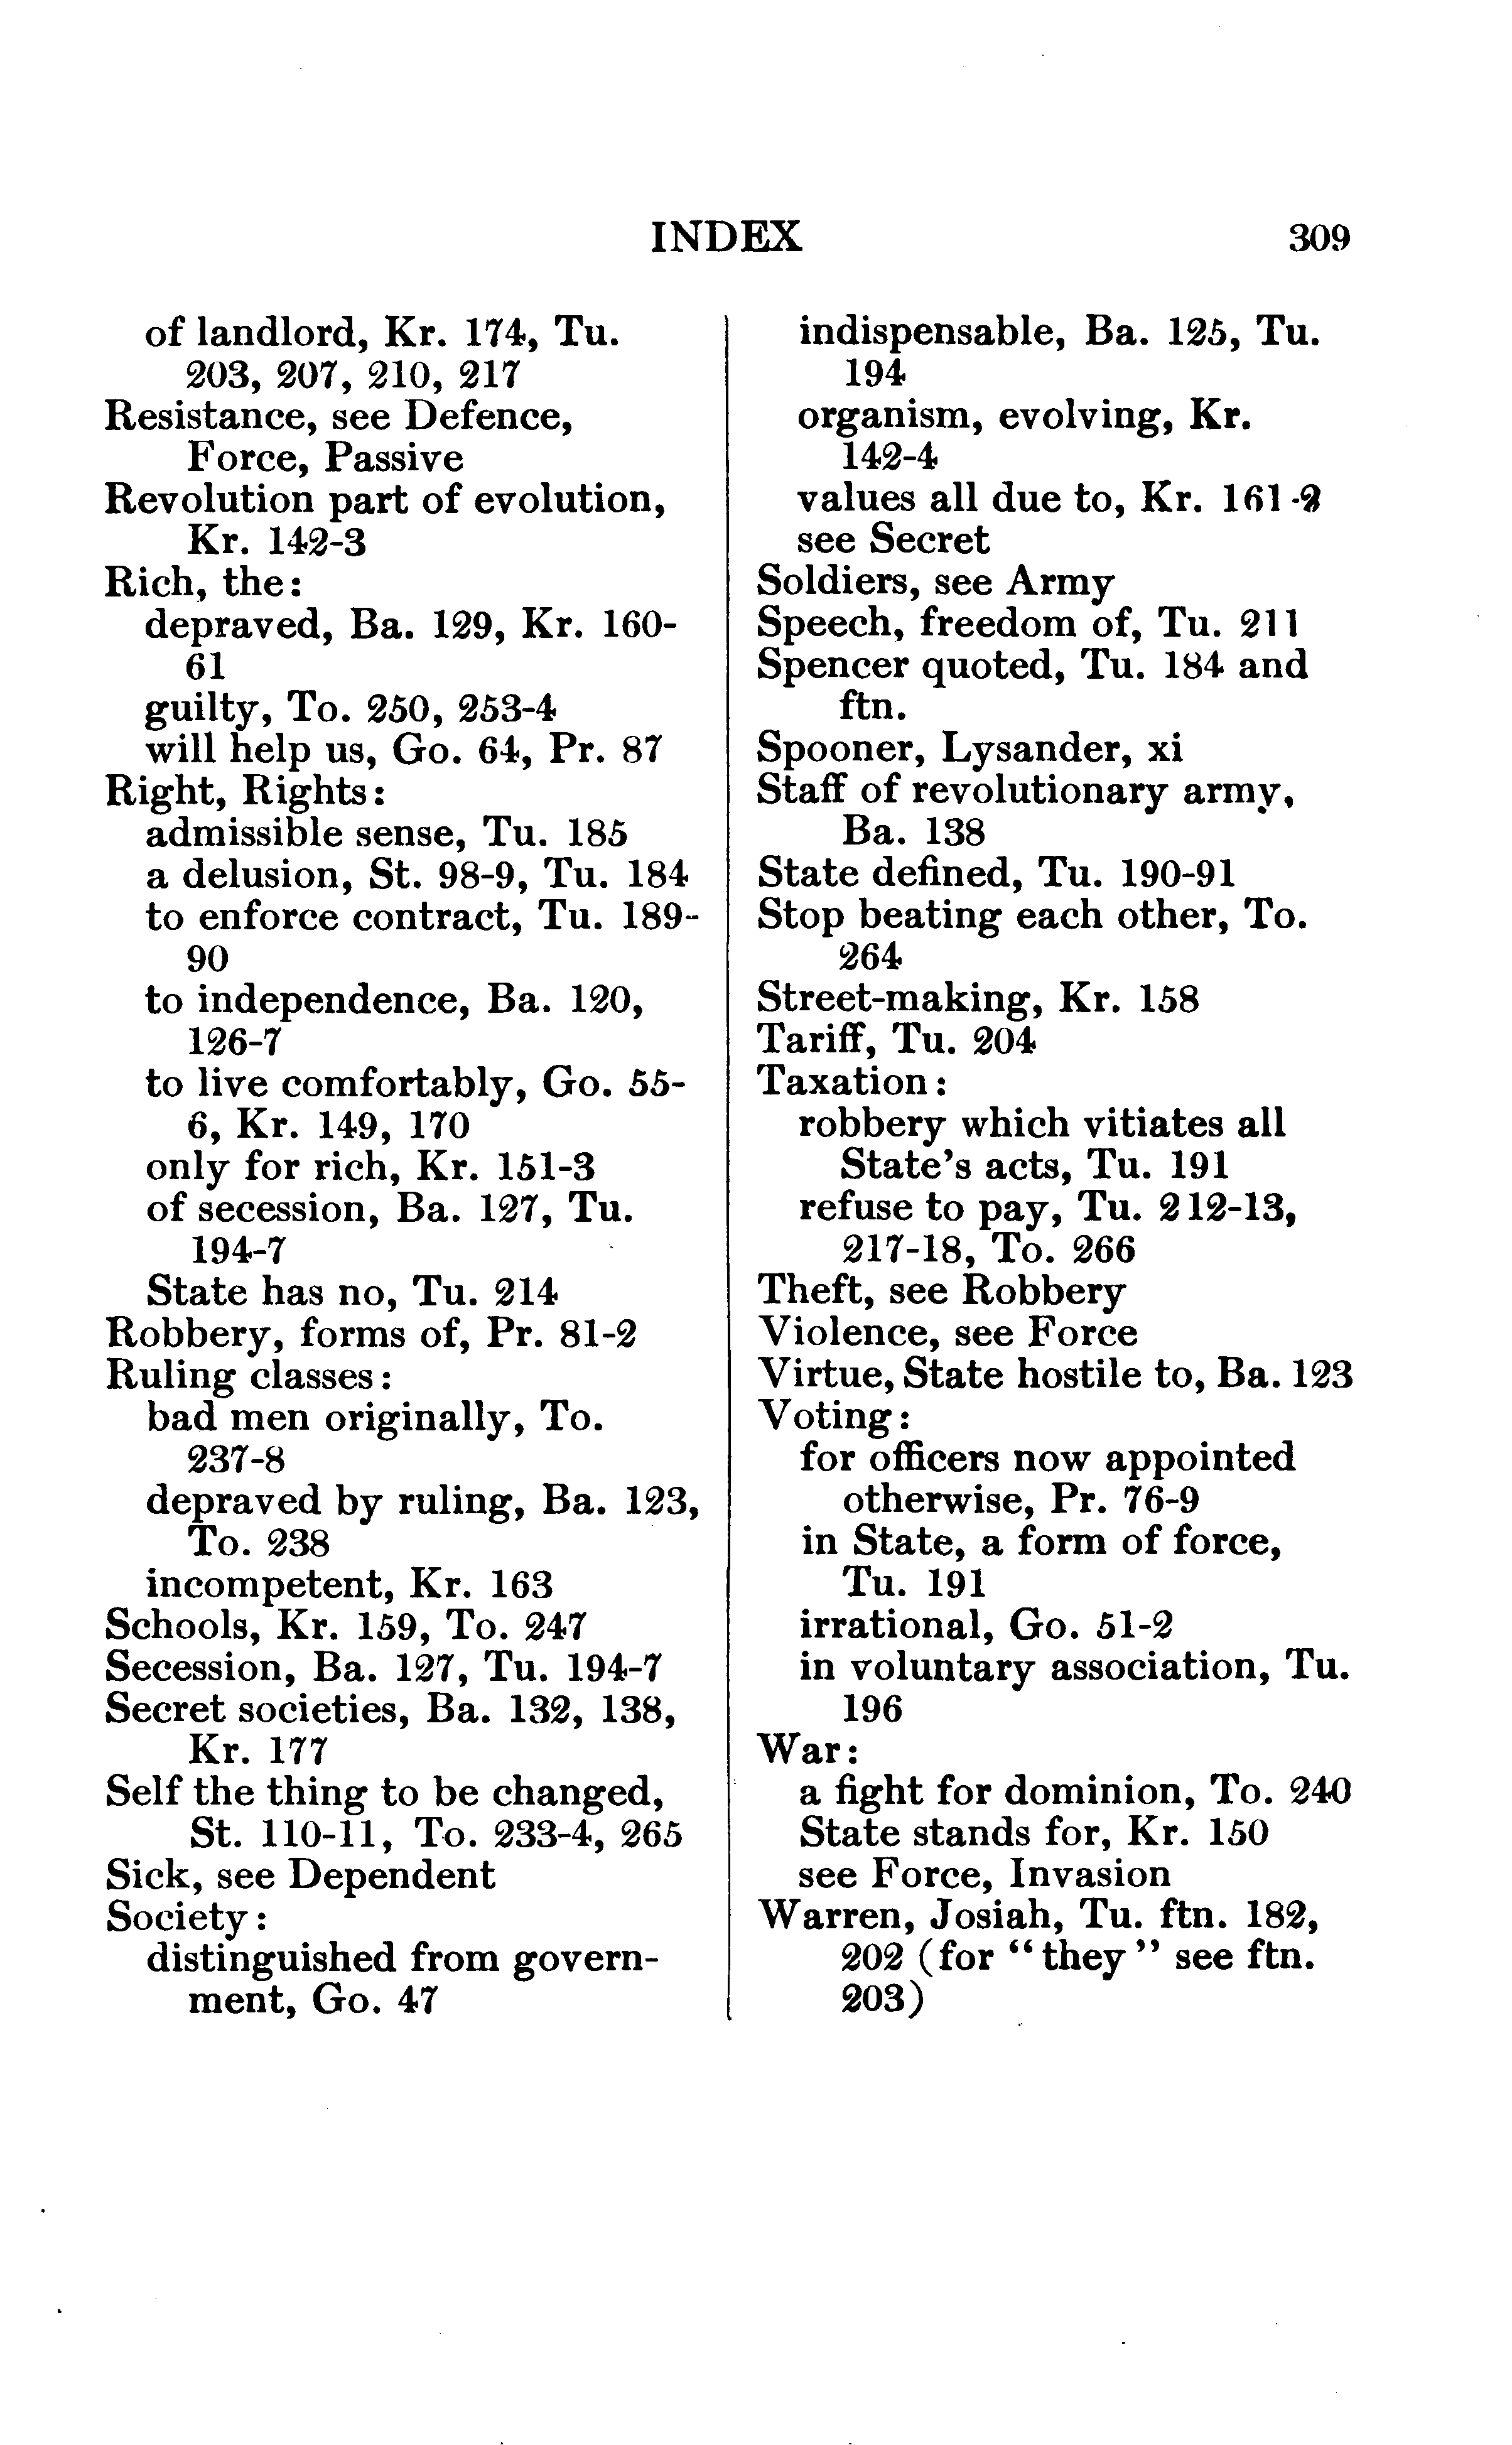 INDEX 309
of landlord, Kr. 174, Tu.
203, 207, 210, 217
Resistance, see Defence,
Force, Passive
Revolution part of evolution,
Kr. 142-3
Rich, the:
depraved, Ba. 129, Kr. 160-
61
guilty, To. 250, 253-4
will help us, Go. 64, Pr. 87
Right, Rights:
admissible sense, Tu. 185
a delusion, St. 98-9, Tu. 184
to enforce contract, Tu. 189-
90
to independence, Ba. 120,
126-7
to live comfortably, Go. 55-
6, Kr. 149, 170
only for rich, Kr. 151-3
of secession, Ba. 127, Tu.
194-7
State has no, Tu. 214
Robbery, forms of, Pr. 81-2
Ruling classes:
bad men originally, To.
237-8
depraved by ruling, Ba. 123,
To. 238
incompetent, Kr. 163
Schools, Kr. 159, To. 247
Secession, Ba. 127, Tu. 194-7
Secret societies, Ba. 132, 138,
Kr. 177
Self the thing to be changed,
St. 110-11, To. 233-4, 265
Sick, see Dependent
Society:
distinguished from govern-
ment, Go. 47
indispensable, Ba. 125, Tu.
194
organism, evolving, Kr.
142-4
values all due to, Kr. 161-2
see Secret
Soldiers, see Army
Speech, freedom of, Tu. 211
Spencer quoted, Tu. 184 and
ftn.
Spooner, Lysander, xi
Staff of revolutionary army,
Ba. 138
State defined, Tu. 190-91
Stop beating each other, To.
264
Street-making, Kr. 158
Tariff, Tu. 204
Taxation:
robbery which vitiates all
State's acts, Tu. 191
refuse to pay, Tu. 212-13,
217-18, To. 266
Theft, see Robbery
Violence, see Force
Virtue, State hostile to, Ba. 123
Voting:
for officers now appointed
otherwise, Pr. 76-9
in State, a form of force,
Tu. 191
irrational, Go. 51-2
in voluntary association, Tu.
196
War:
a fight for dominion, To. 240
State stands for, Kr. 150
see Force, Invasion
Warren, Josiah, Tu. ftn. 182,
202 (for "they" see ftn.
203)